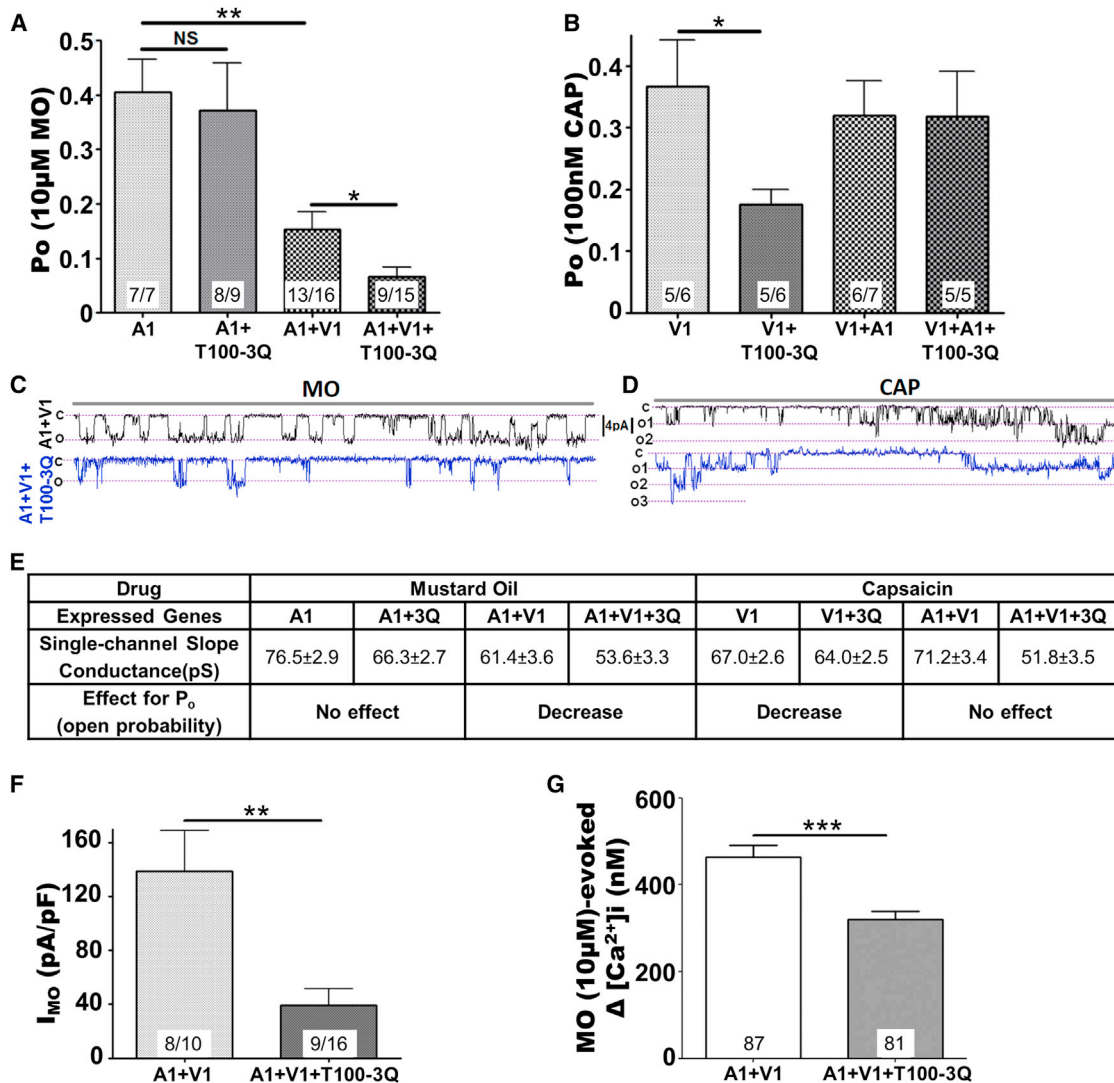 A
Po (10µM MO)
0.5
0.4
0.3
0.2
0.1
0
**
NS
*
7/7
8/9
13/16
9/15
A1
A1+
T100-3Q
A1+V1
A1+V1+
T100-3Q
B
Po (100nM CAP)
0.4
0.3
0.2
0.1
0
*
5/6
5/6
6/7
5/5
V1
V1+
T100-3Q
V1+A1
V1+A1+
T100-3Q
C
MO
A1+V1
c
o
A1+V1+
T100-3Q
c
o
4pA
D
CAP
c
o1
o2
c
o1
o2
o3
E
Drug Mustard Oil Capsaicin
Expressed Genes A1 A1+3Q A1+V1 A1+V1+3Q V1 V1+3Q A1+V1 A1+V1+3Q
Single-channel Slope
Conductance(pS) 76.5±2.9 66.3±2.7 61.4±3.6 53.6±3.3 67.0±2.6 64.0±2.5 71.2±3.4 51.8±3.5
Effect for Po
(open probability) No effect Decrease Decrease No effect
F
IMO (pA/pF)
160
120
80
40
0
**
8/10
9/16
A1+V1
A1+V1+T100-3Q
G
MO (10µM)-evoked
Δ [Ca2+]i (nM)
600
400
200
0
***
87
81
A1+V1
A1+V1+T100-3Q